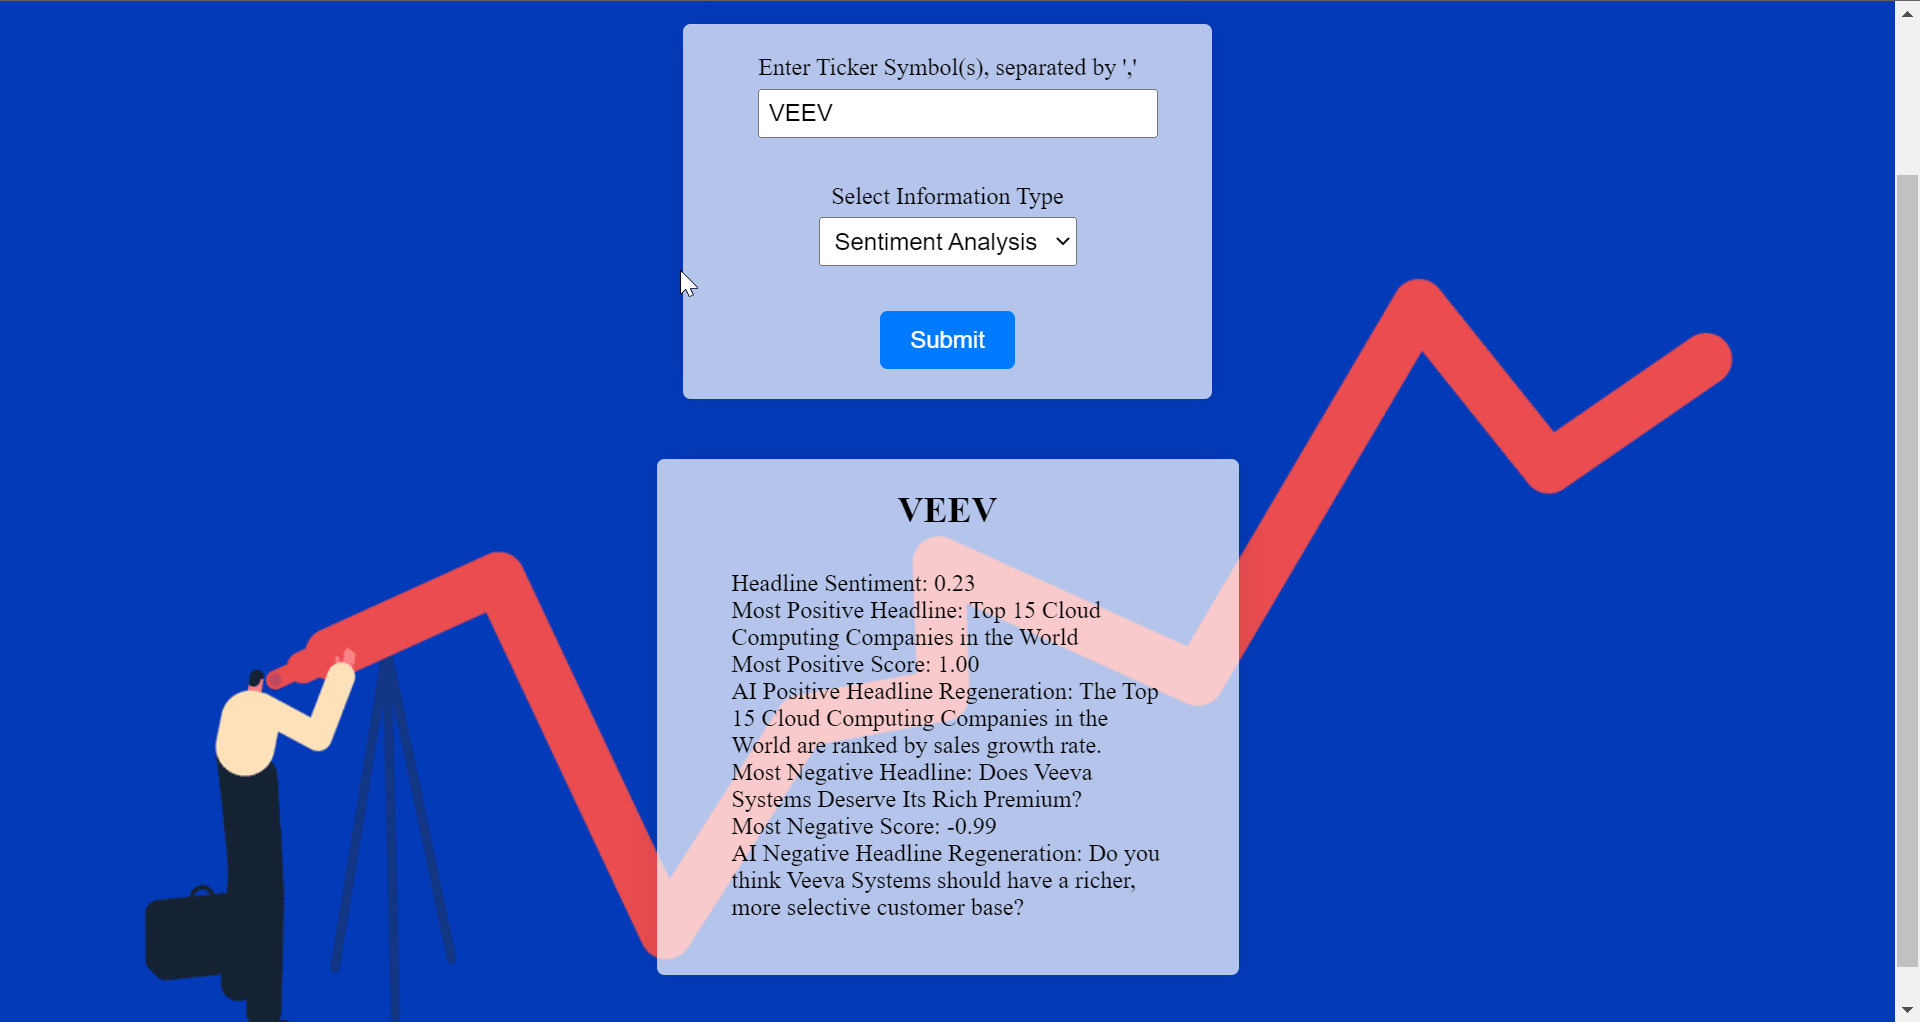 Enter Ticker Symbol(s), separated by ','
VEEV
Select Information Type
Sentiment Analysis
Submit
VEEV
Headline Sentiment: 0.23
Most Positive Headline: Top 15 Cloud
Computing Companies in the World
Most Positive Score: 1.00
AI Positive Headline Regeneration: The Top
15 Cloud Computing Companies in the
World are ranked by sales growth rate.
Most Negative Headline: Does Veeva
Systems Deserve Its Rich Premium?
Most Negative Score: -0.99
AI Negative Headline Regeneration: Do you
think Veeva Systems should have a richer,
more selective customer base?